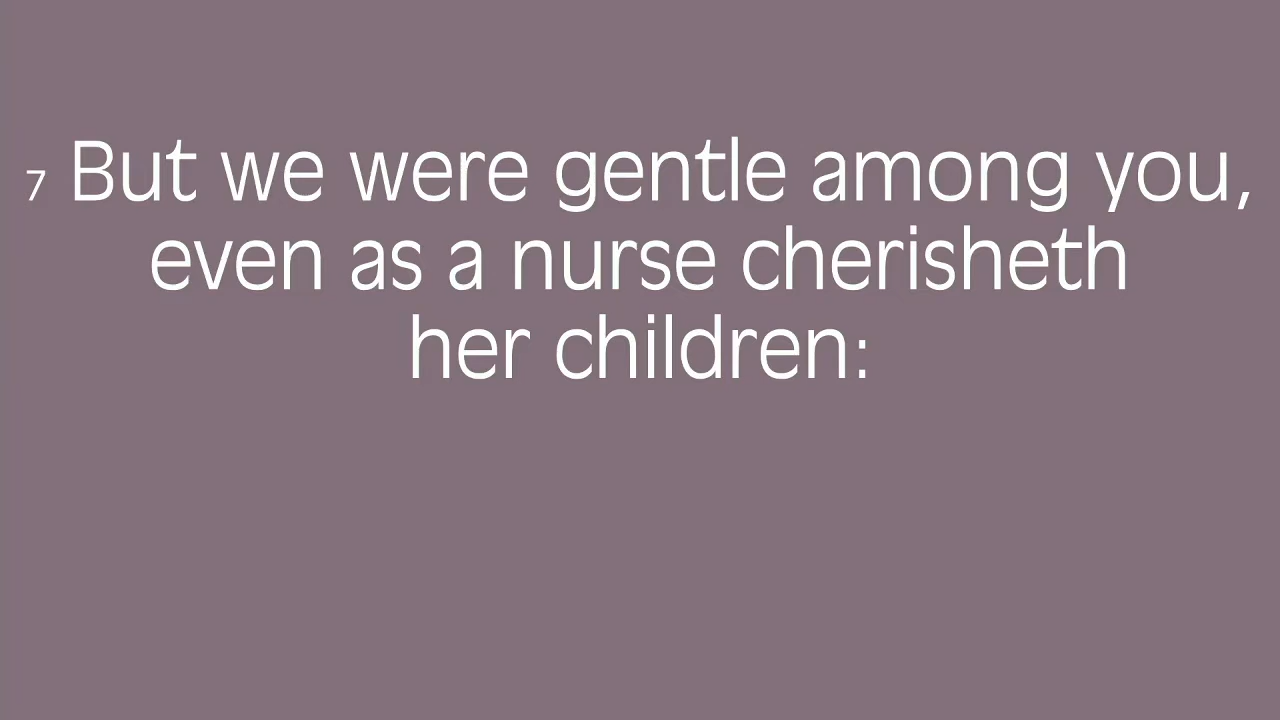 7 But we were gentle among you,
even as a nurse cherisheth
her children: